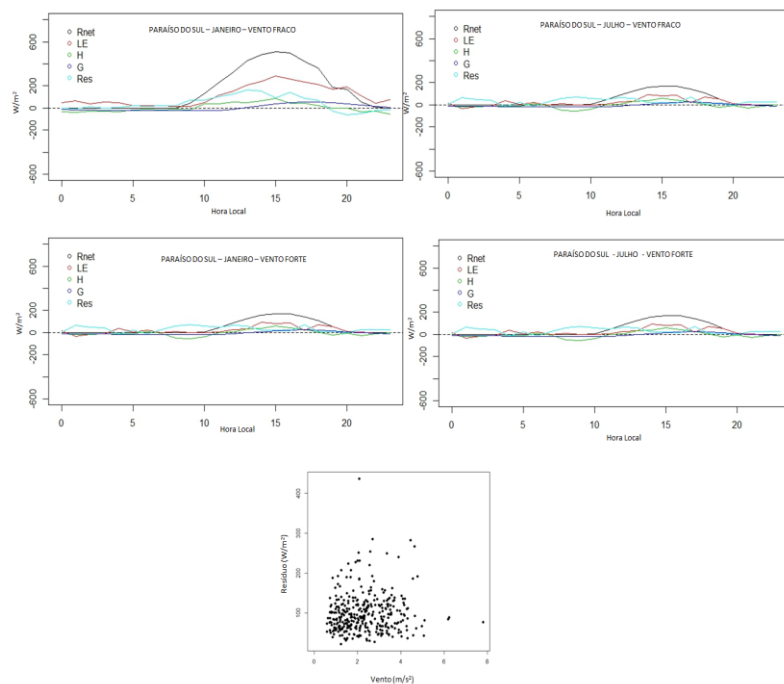 PARAÍSO DO SUL – JANEIRO – VENTO FRACO
Rnet
LE
H
G
Res
W/m²
600
200
0
-200
-600
0 5 10 15 20
Hora Local
PARAÍSO DO SUL – JULHO – VENTO FRACO
Rnet
LE
H
G
Res
W/m²
600
200
0
-200
-600
0 5 10 15 20
Hora Local
PARAÍSO DO SUL – JANEIRO – VENTO FORTE
Rnet
LE
H
G
Res
W/m²
600
200
0
-200
-600
0 5 10 15 20
Hora Local
PARAÍSO DO SUL - JULHO - VENTO FORTE
Rnet
LE
H
G
Res
W/m²
600
200
0
-200
-600
0 5 10 15 20
Hora Local
Resíduo (W/m²)
400
300
200
100
0 2 4 6 8
Vento (m/s²)